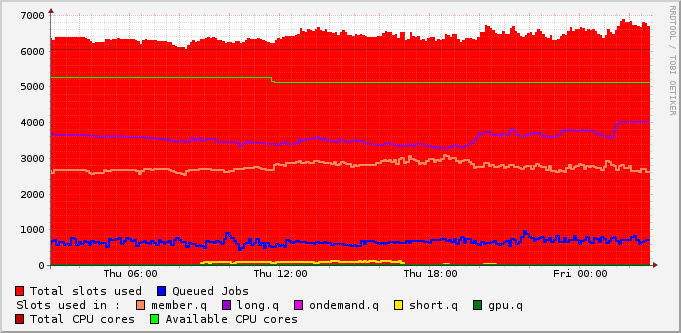 7000
6000
5000
4000
3000
2000
1000
0
Thu 06:00 Thu 12:00 Thu 18:00 Fri 00:00
RRDTOOL / TOBI OETIKER
Total slots used Queued Jobs
Slots used in : member.q long.q ondemand.q short.q gpu.q
Total CPU cores Available CPU cores